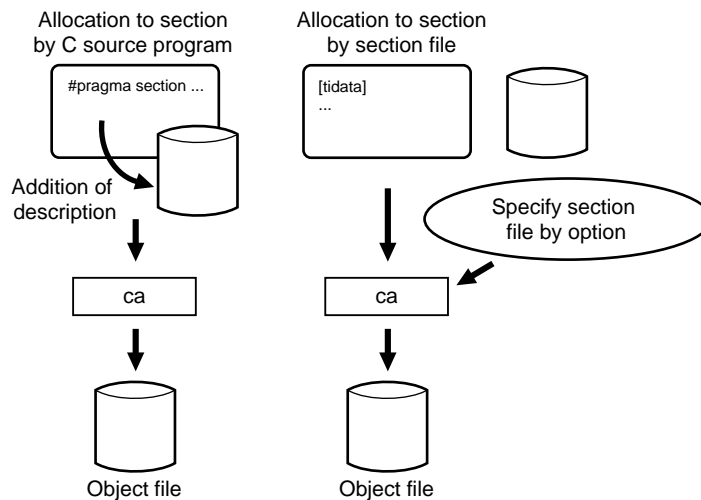 Allocation to section
by C source program
#pragma section ...
Addition of
description
ca
Object file
Allocation to section
by section file
[tidata]
...
Specify section
file by option
ca
Object file